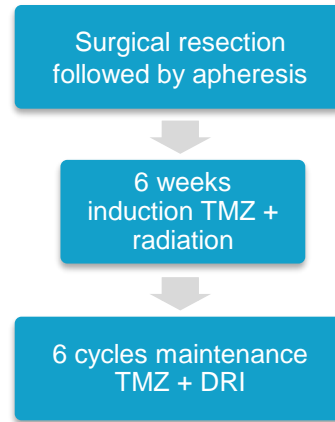 Surgical resection
followed by apheresis
6 weeks
induction TMZ +
radiation
6 cycles maintenance
TMZ + DRI